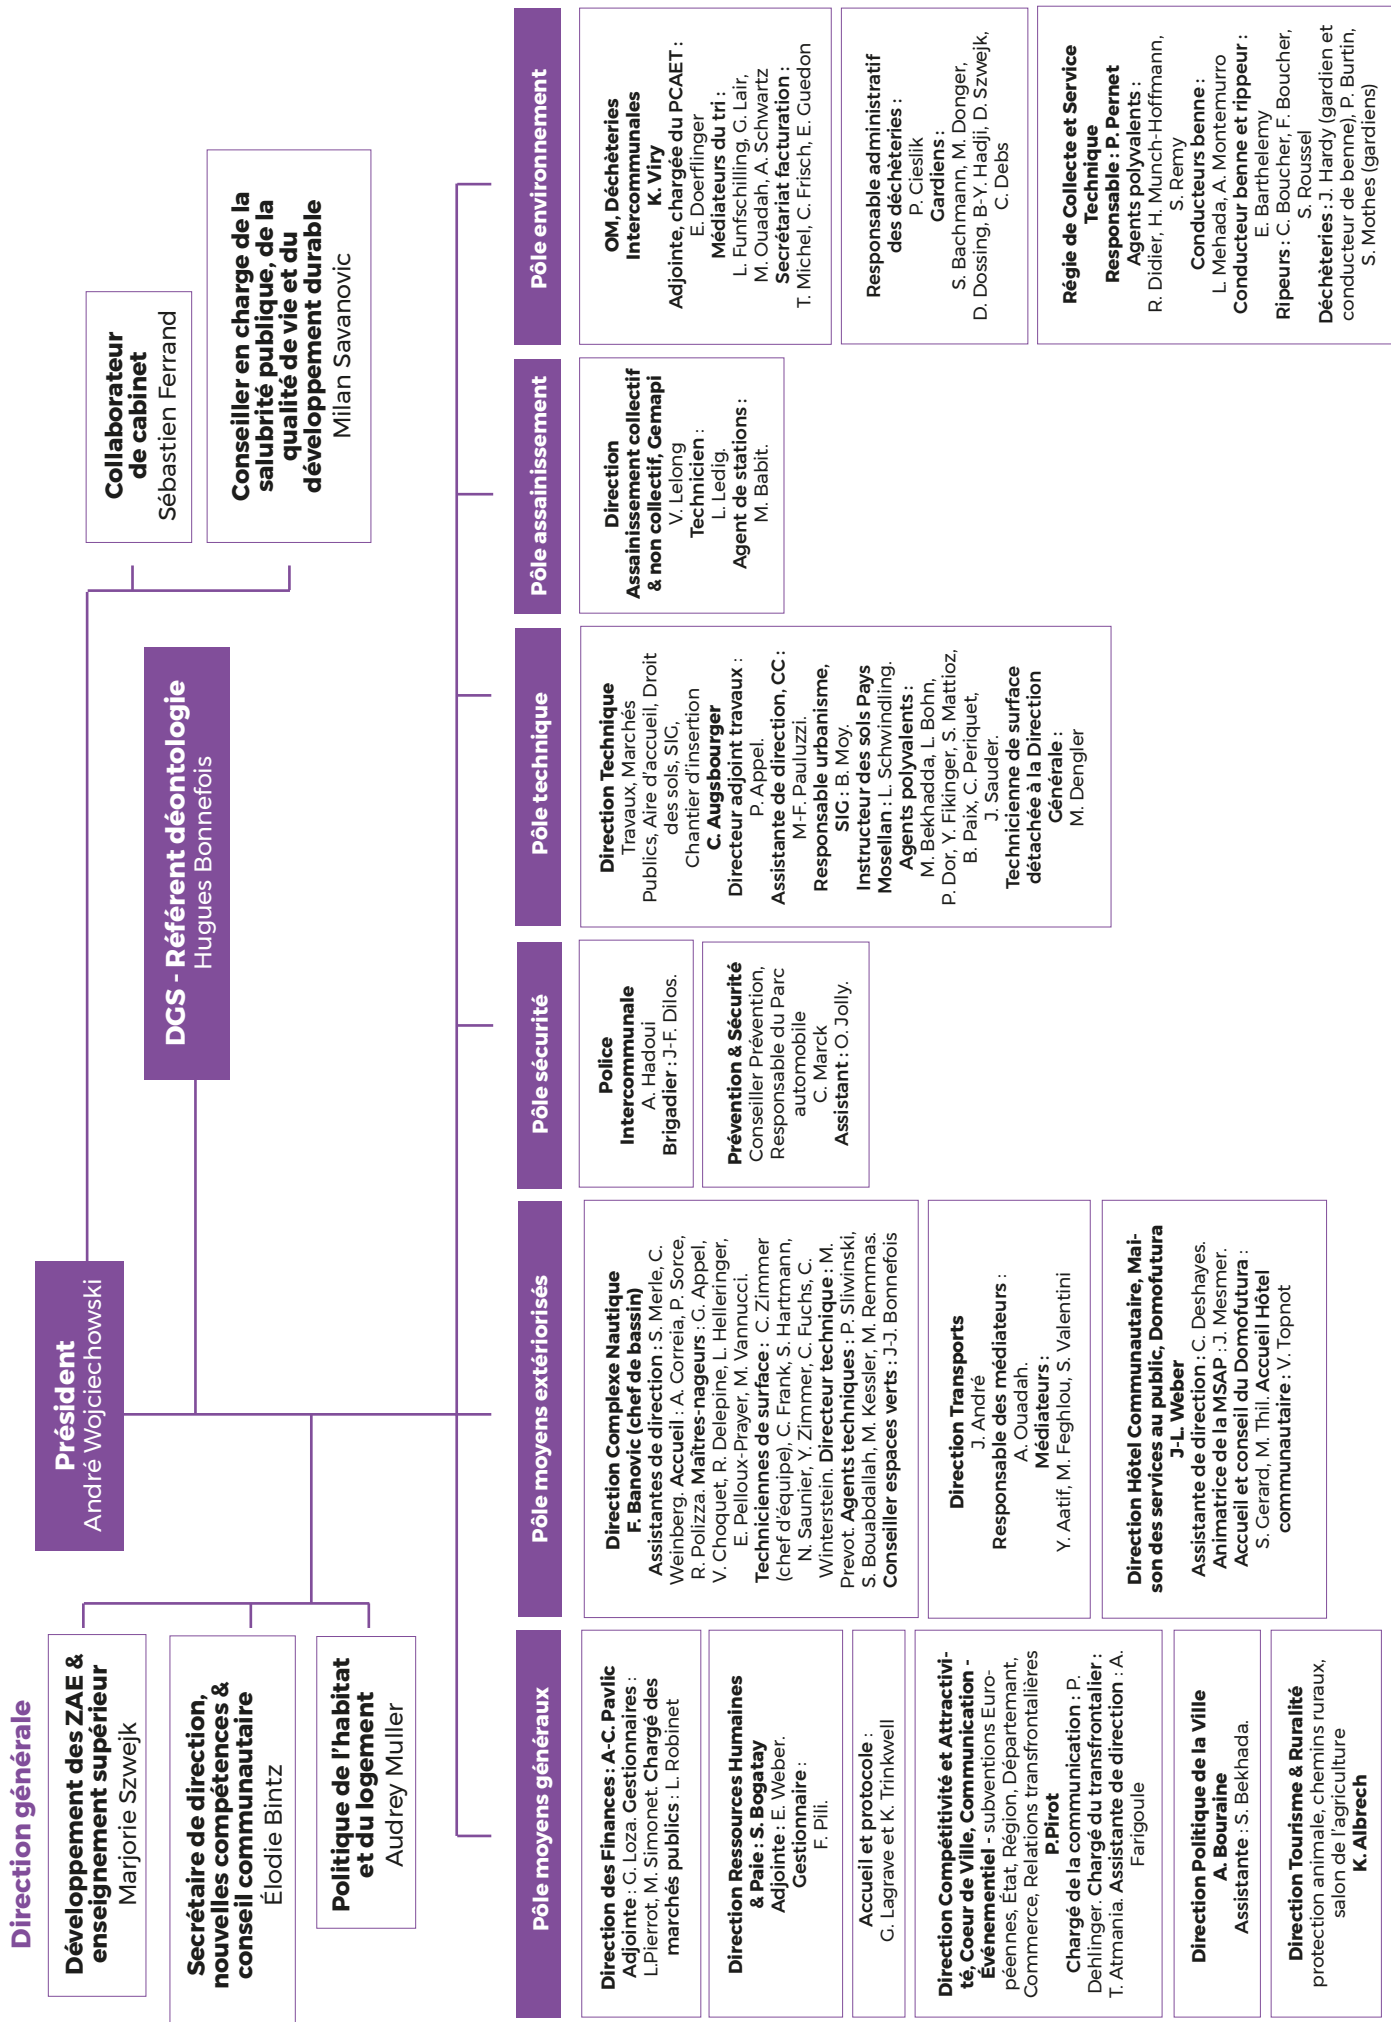 Direction générale
Président
André Wojciechowski
DGS - Référent déontologie
Hugues Bonnefois
Collaborateur
de cabinet
Sébastien Ferrand
Conseiller en charge de la
salubrité publique, de la
qualité de vie et du
développement durable
Milan Savanovic
Développement des ZAE &
enseignement supérieur
Marjorie Szwejk
Secrétaire de direction,
nouvelles compétences &
conseil communautaire
Élodie Bintz
Politique de l'habitat
et du logement
Audrey Muller
Pôle moyens généraux
Direction des Finances : A-C. Pavlic
Adjointe : G. Loza. Gestionnaires :
L.Pierrot, M. Simonet. Chargé des
marchés publics : L. Robinet
Direction Ressources Humaines
& Paie : S. Bogatay
Adjointe : E. Weber.
Gestionnaire :
F. Pili.
Accueil et protocole :
G. Lagrave et K. Trinkwell
Direction Compétitivité et Attractivi-
té, Coeur de Ville, Communication -
Événementiel - subventions Euro-
péennes, État, Région, Département,
Commerce, Relations transfrontalières
P.Pirot
Chargé de la communication : P.
Dehlinger. Chargé du transfrontalier :
T. Atmania. Assistante de direction : A.
Farigoule
Direction Politique de la Ville
A. Bouraine
Assistante : S. Bekhada.
Direction Tourisme & Ruralité
protection animale, chemins ruraux,
salon de l'agriculture
K. Albrech
Pôle moyens extériorisés
Direction Complexe Nautique
F. Banovic (chef de bassin)
Assistantes de direction : S. Merle, C.
Weinberg. Accueil : A. Correia, P. Sorce,
R. Polizza. Maîtres-nageurs : G. Appel,
V. Choquet, R. Delepine, L. Helleringer,
E. Pelloux-Prayer, M. Vannucci.
Techniciennes de surface : C. Zimmer
(chef d'équipe), C. Frank, S. Hartmann,
N. Saunier, Y. Zimmer, C. Fuchs, C.
Winterstein. Directeur technique : M.
Prevot. Agents techniques : P. Sliwinski,
S. Bouabdallah, M. Kessler, M. Remmas.
Conseiller espaces verts : J-J. Bonnefois
Direction Transports
J. André
Responsable des médiateurs :
A. Ouadah.
Médiateurs :
Y. Aatif, M. Feghlou, S. Valentini
Direction Hôtel Communautaire, Mai-
son des services au public, Domofutura
J-L. Weber
Assistante de direction : C. Deshayes.
Animatrice de la MSAP : J. Mesmer.
Accueil et conseil du Domofutura :
S. Gerard, M. Thil. Accueil Hôtel
communautaire : V. Topnot
Pôle sécurité
Police
Intercommunale
A. Hadoui
Brigadier : J-F. Dilos.
Prévention & Sécurité
Conseiller Prévention,
Responsable du Parc
automobile
C. Marck
Assistant : O. Jolly.
Pôle technique
Direction Technique
Travaux, Marchés
Publics, Aire d'accueil, Droit
des sols, SIG,
Chantier d'insertion
C. Augsbourger
Directeur adjoint travaux :
P. Appel.
Assistante de direction, CC :
M-F. Pauluzzi.
Responsable urbanisme,
SIG : B. Moy.
Instructeur des sols Pays
Mosellan : L. Schwindling.
Agents polyvalents :
M. Bekhadda, L. Bohn,
P. Dor, Y. Fikinger, S. Mattioz,
B. Paix, C. Periquet,
J. Sauder.
Technicienne de surface
détachée à la Direction
Générale :
M. Dengler
Pôle assainissement
Direction
Assainissement collectif
& non collectif, Gemapi
V. Lelong
Technicien :
L. Ledig.
Agent de stations :
M. Babit.
Pôle environnement
OM, Déchèteries
Intercommunales
K. Viry
Adjointe, chargée du PCAET :
E. Doerflinger
Médiateurs du tri :
L. Funfschilling, G. Lair,
M. Ouadah, A. Schwartz
Secrétariat facturation :
T. Michel, C. Frisch, E. Guedon
Responsable administratif
des déchèteries :
P. Cieslik
Gardiens :
S. Bachmann, M. Donger,
D. Dossing, B-Y. Hadji, D. Szwejk,
C. Debs
Régie de Collecte et Service
Technique
Responsable : P. Pernet
Agents polyvalents :
R. Didier, H. Munch-Hoffmann,
S. Remy
Conducteurs benne :
L. Mehada, A. Montemurro
Conducteur benne et rippeur :
E. Barthelemy
Ripeurs : C. Boucher, F. Boucher,
S. Roussel
Déchèteries : J. Hardy (gardien et
conducteur de benne), P. Burtin,
S. Mothes (gardiens)